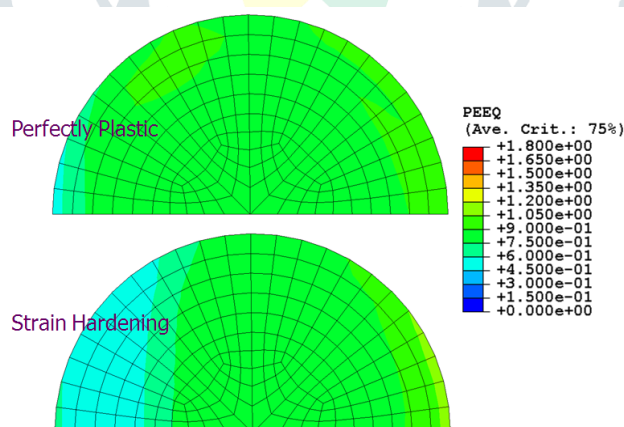 Perfectly Plastic
PEEQ
(Ave. Crit.: 75%)
+1.800e+00
+1.650e+00
+1.500e+00
+1.350e+00
+1.200e+00
+1.050e+00
+9.000e-01
+7.500e-01
+6.000e-01
+4.500e-01
+3.000e-01
+1.500e-01
+0.000e+00
Strain Hardening